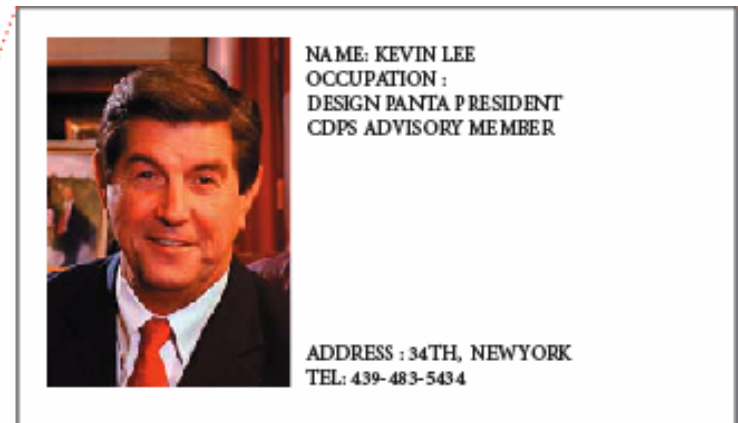 NAME: KEVIN LEE
OCCUPATION :
DESIGN PANTA PRESIDENT
CDPS ADVISORY MEMBER
ADDRESS : 34TH, NEWYORK
TEL: 439-483-5434